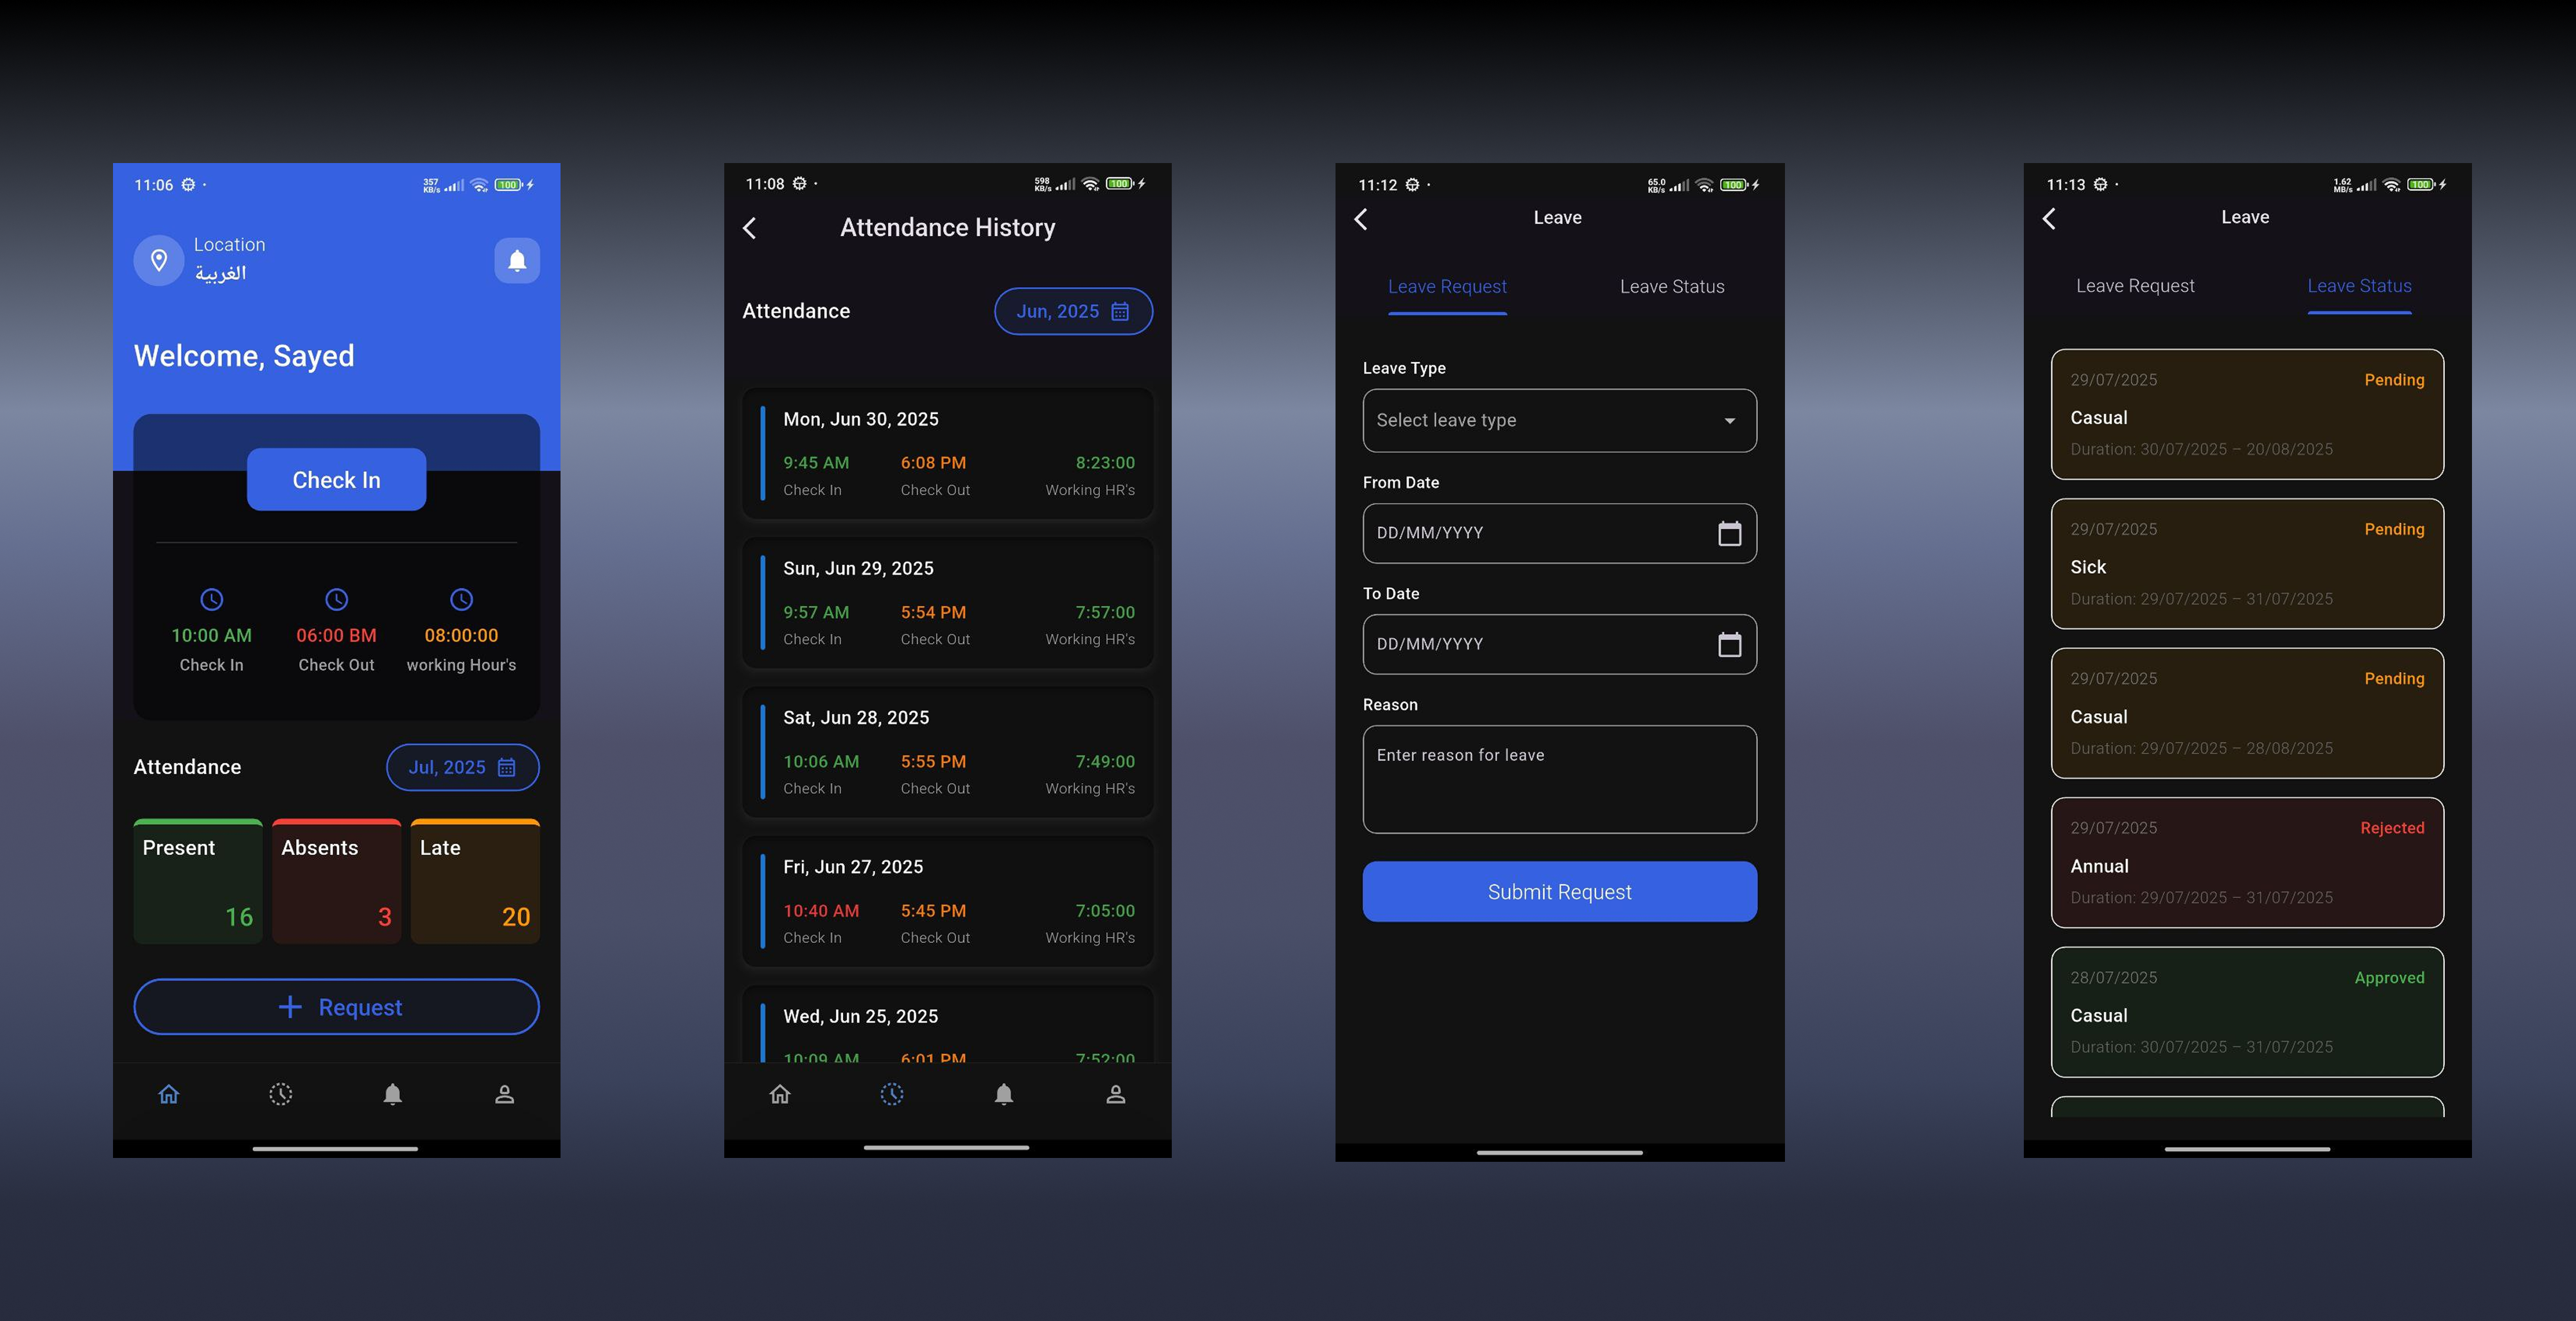 11:06
357
KB/s
100
Location
الغربية
Welcome, Sayed
Check In
10:00 AM
06:00 BM
08:00:00
Check In
Check Out
working Hour's
Attendance
Jul, 2025
Present
Absents
Late
16
3
20
+ Request
11:08
598
KB/s
100
Attendance History
Attendance
Jun, 2025
Mon, Jun 30, 2025
9:45 AM
6:08 PM
8:23:00
Check In
Check Out
Working HR's
Sun, Jun 29, 2025
9:57 AM
5:54 PM
7:57:00
Check In
Check Out
Working HR's
Sat, Jun 28, 2025
10:06 AM
5:55 PM
7:49:00
Check In
Check Out
Working HR's
Fri, Jun 27, 2025
10:40 AM
5:45 PM
7:05:00
Check In
Check Out
Working HR's
Wed, Jun 25, 2025
10:09 AM
6:01 PM
7:52:00
11:12
65.0
KB/s
100
Leave
Leave Request
Leave Status
Leave Type
Select leave type
From Date
DD/MM/YYYY
To Date
DD/MM/YYYY
Reason
Enter reason for leave
Submit Request
11:13
1.62
MB/s
100
Leave
Leave Request
Leave Status
29/07/2025
Pending
Casual
Duration: 30/07/2025 – 20/08/2025
29/07/2025
Pending
Sick
Duration: 29/07/2025 – 31/07/2025
29/07/2025
Pending
Casual
Duration: 29/07/2025 – 28/08/2025
29/07/2025
Rejected
Annual
Duration: 29/07/2025 – 31/07/2025
28/07/2025
Approved
Casual
Duration: 30/07/2025 – 31/07/2025